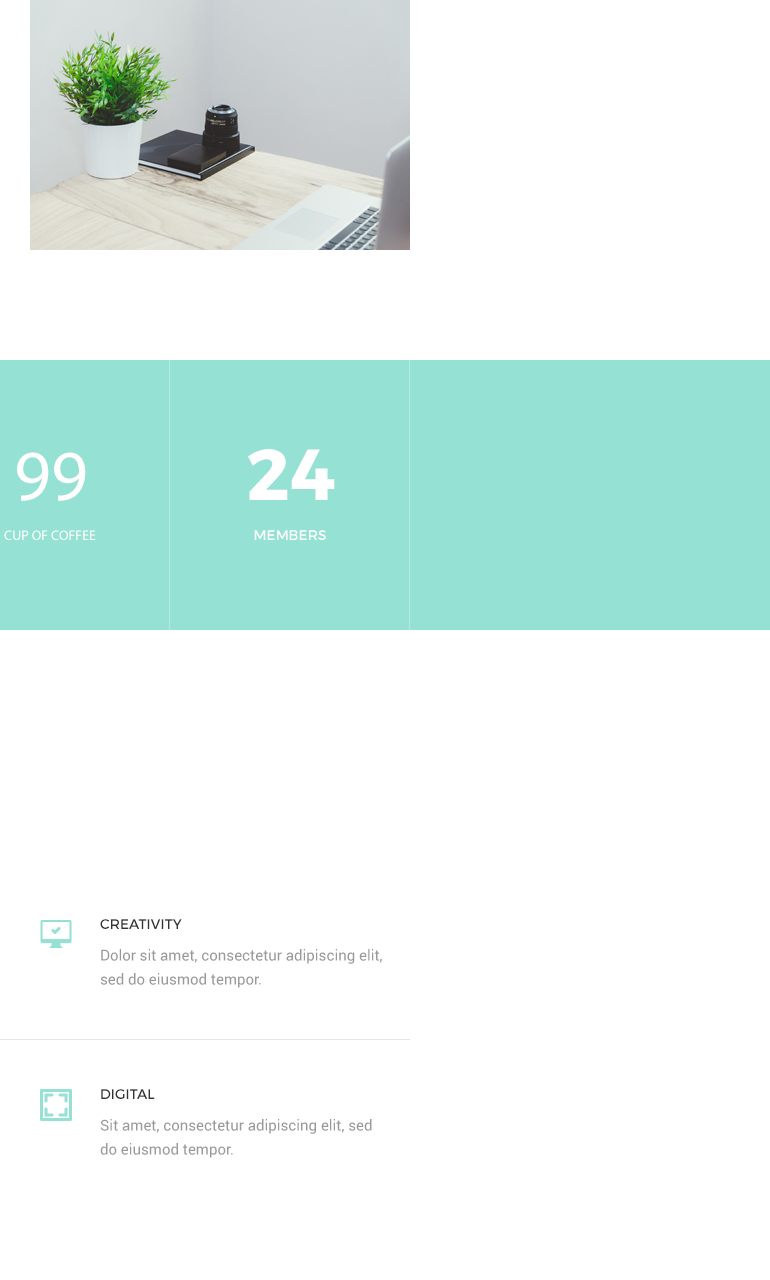 99
24
CUP OF COFFEE
MEMBERS
CREATIVITY
Dolor sit amet, consectetur adipiscing elit,
sed do eiusmod tempor.
DIGITAL
Sit amet, consectetur adipiscing elit, sed
do eiusmod tempor.